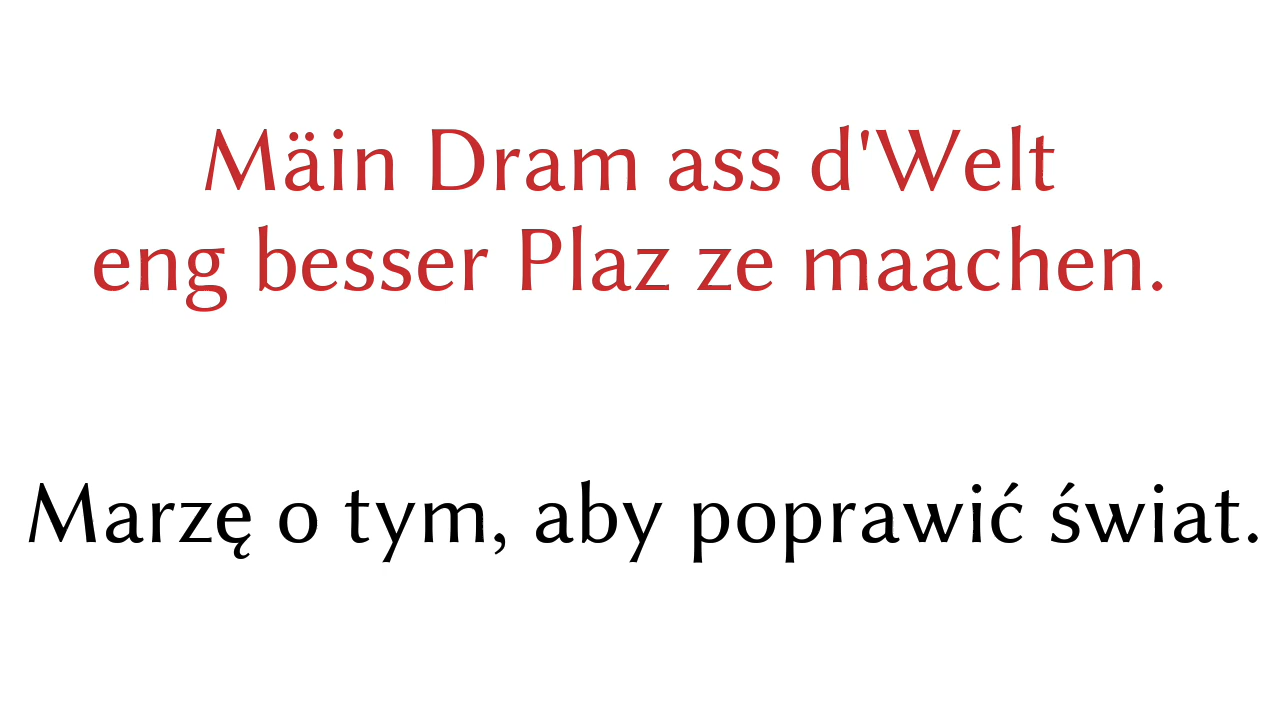 Mäin Dram ass d'Welt
eng besser Plaz ze maachen.
Marzę o tym, aby poprawić świat.